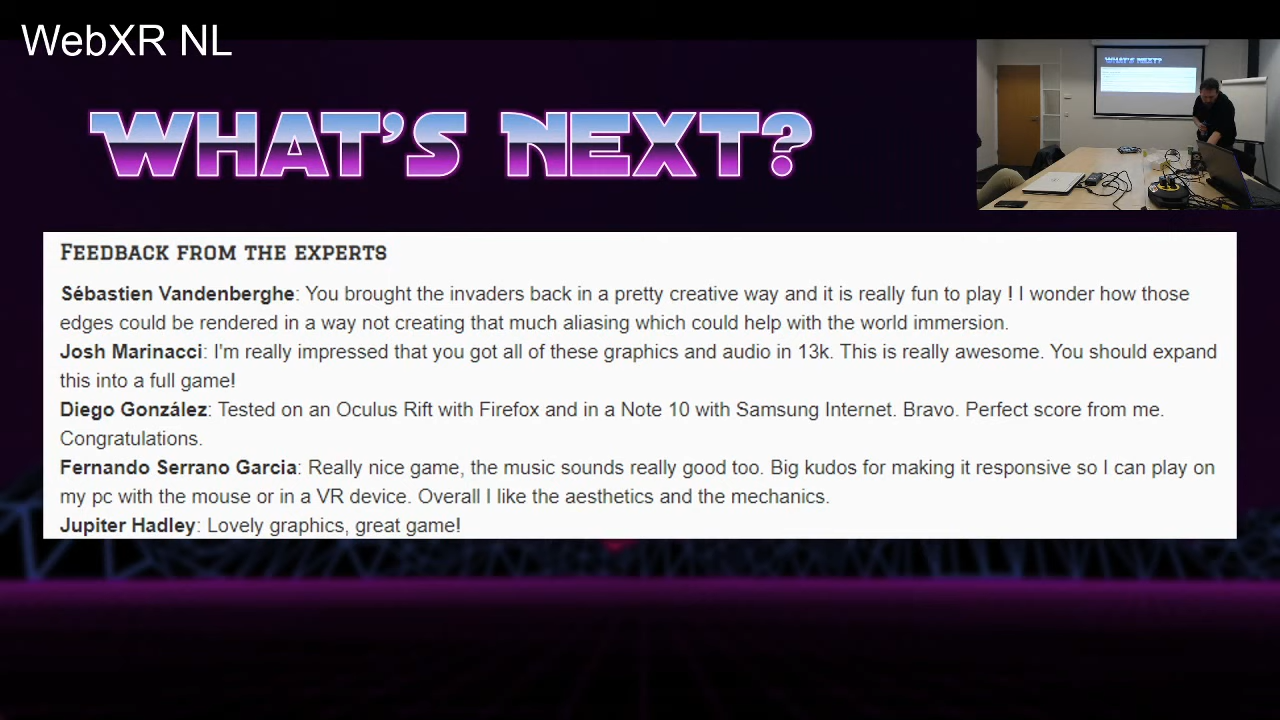 WebXR NL
WHAT'S NEXT?
WHAT'S NEXT?
FEEDBACK FROM THE EXPERTS
Sébastien Vandenberghe: You brought the invaders back in a pretty creative way and it is really fun to play ! I wonder how those
edges could be rendered in a way not creating that much aliasing which could help with the world immersion.
Josh Marinacci: I'm really impressed that you got all of these graphics and audio in 13k. This is really awesome. You should expand
this into a full game!
Diego González: Tested on an Oculus Rift with Firefox and in a Note 10 with Samsung Internet. Bravo. Perfect score from me.
Congratulations.
Fernando Serrano Garcia: Really nice game, the music sounds really good too. Big kudos for making it responsive so I can play on
my pc with the mouse or in a VR device. Overall I like the aesthetics and the mechanics.
Jupiter Hadley: Lovely graphics, great game!